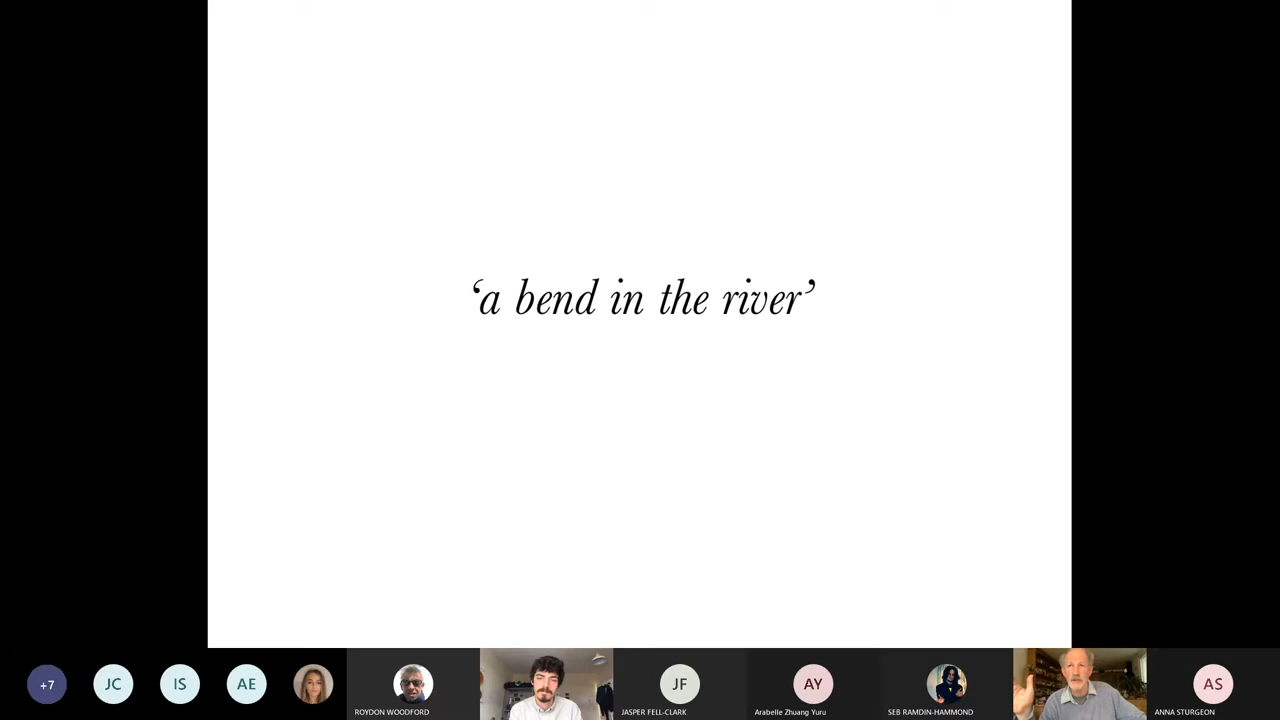 ‘a bend in the river’
+7
JC
IS
AE
ROYDON WOODFORD
JF
JASPER FELL-CLARK
AY
Arabelle Zhuang Yuru
SEB RAMDIN-HAMMOND
AS
ANNA STURGEON